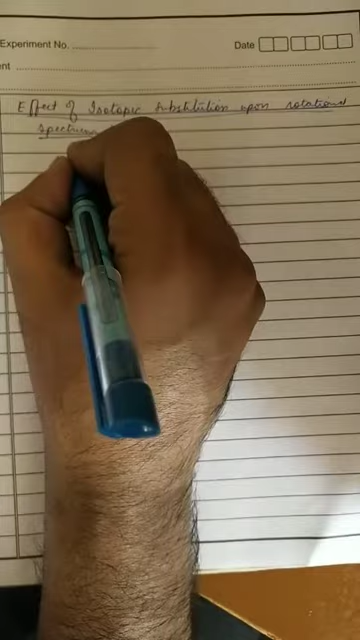 Experiment No.
Date
ent
Effect of Isotopic Substitution upon rotational
spectrum